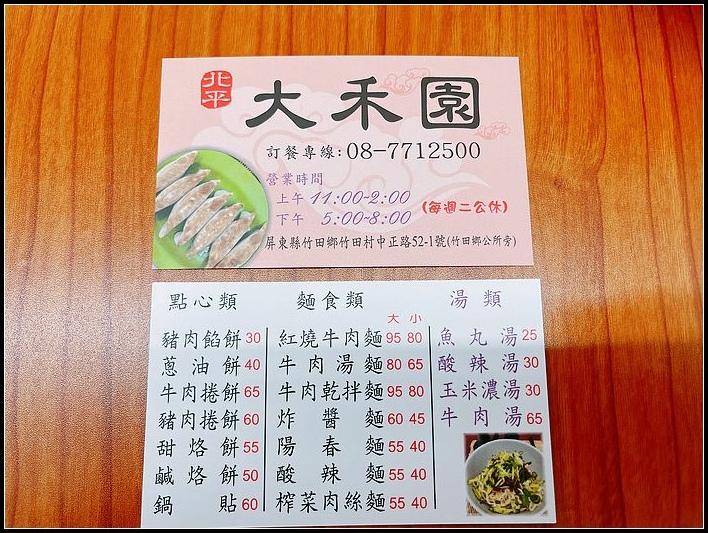 北平
大禾園
訂餐專線:08-7712500
營業時間
上午 11:00-2:00
下午 5:00-8:00
(每週二公休)
屏東縣竹田鄉竹田村中正路52-1號(竹田鄉公所旁)
點心類
豬肉餡餅 30
蔥油餅 40
牛肉捲餅 65
豬肉捲餅 60
甜烙餅 55
鹹烙餅 50
鍋貼 60
麵食類
大 小
紅燒牛肉麵 95 80
牛肉湯麵 80 65
牛肉乾拌麵 95 80
炸醬麵 60 45
陽春麵 55 40
酸辣麵 55 40
榨菜肉絲麵 55 40
湯類
魚丸湯 25
酸辣湯 30
玉米濃湯 30
牛肉湯 65